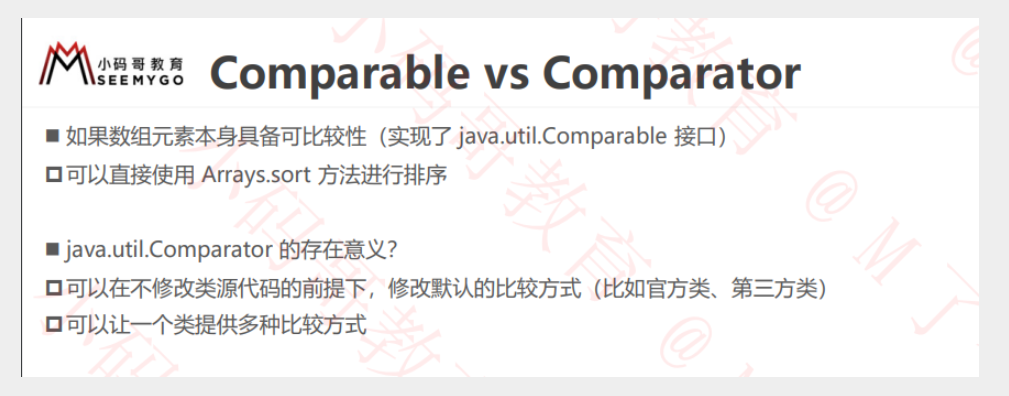 小码哥教育
SEEMYGO
Comparable vs Comparator
■ 如果数组元素本身具备可比较性（实现了 java.util.Comparable 接口）
可以直接使用 Arrays.sort 方法进行排序
■ java.util.Comparator 的存在意义？
可以在不修改类源代码的前提下，修改默认的比较方式（比如官方类、第三方类）
可以让一个类提供多种比较方式